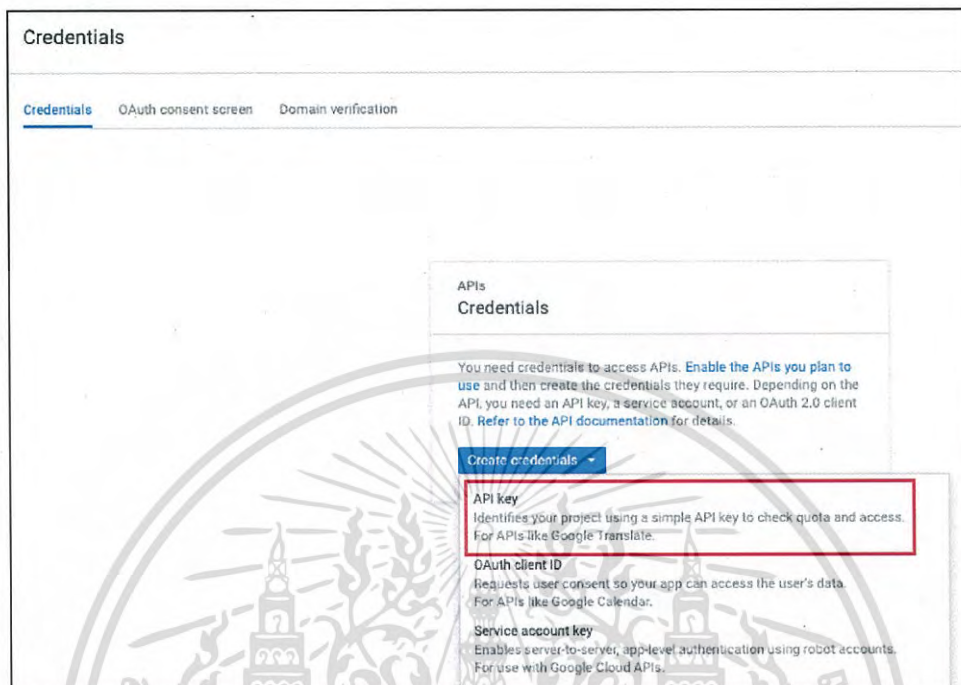 Credentials
Credentials OAuth consent screen Domain verification
APIs
Credentials
You need credentials to access APIs. Enable the APIs you plan to
use and then create the credentials they require. Depending on the
API, you need an API key, a service account, or an OAuth 2.0 client
ID. Refer to the API documentation for details.
Create credentials
API key
Identifies your project using a simple API key to check quota and access.
For APIs like Google Translate.
OAuth client ID
Requests user consent so your app can access the user's data.
For APIs like Google Calendar.
Service account key
Enables server-to-server, app-level authentication using robot accounts.
For use with Google Cloud APIs.